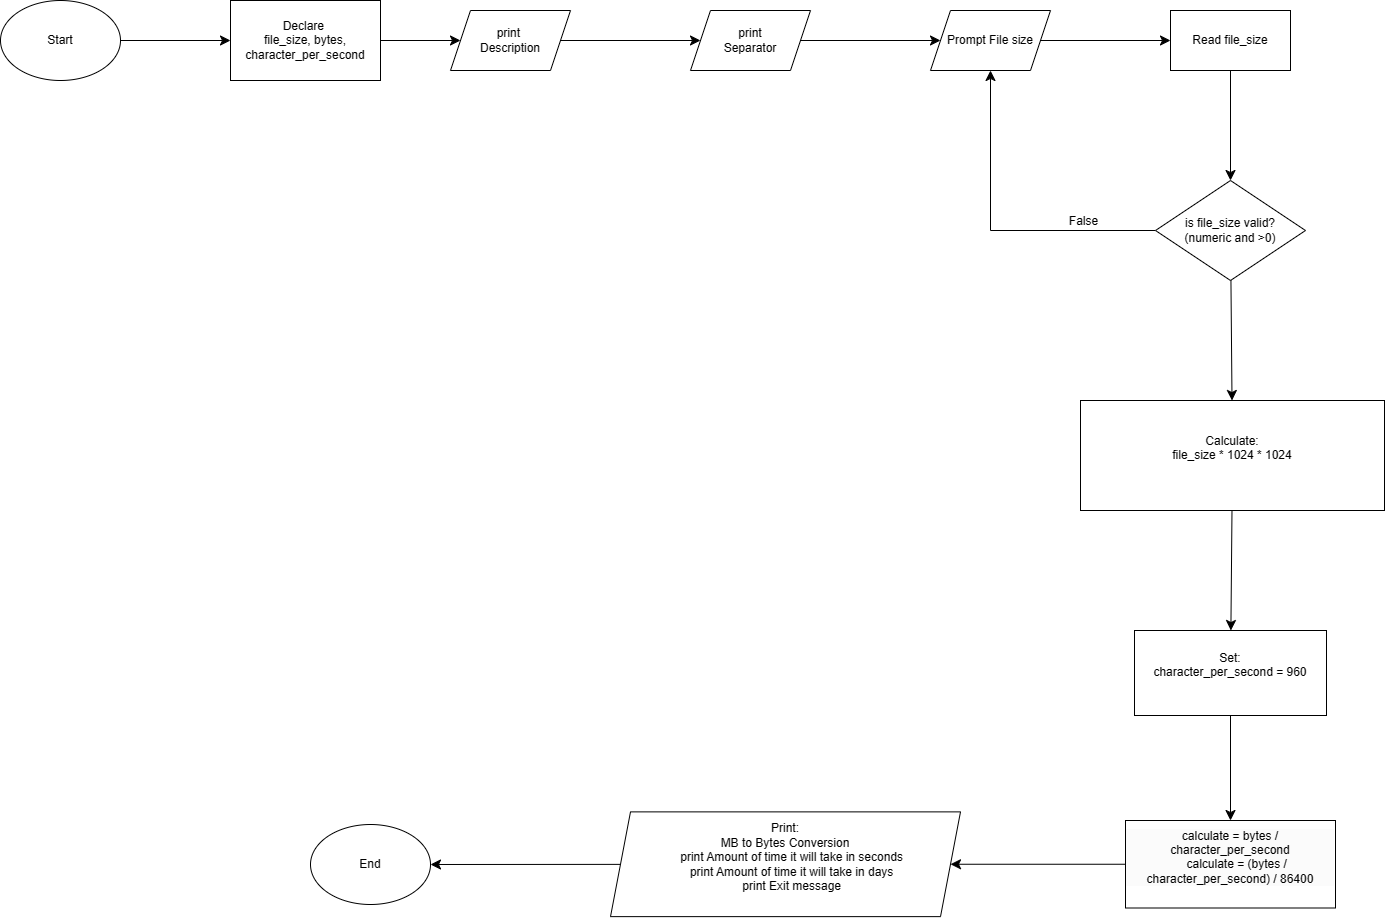 Start
Declare
file_size, bytes,
character_per_second
print
Description
print
Separator
Prompt File size
Read file_size
is file_size valid?
(numeric and >0)
False
Calculate:
file_size * 1024 * 1024
Set:
character_per_second = 960
calculate = bytes /
character_per_second
calculate = (bytes /
character_per_second) / 86400
Print:
MB to Bytes Conversion
print Amount of time it will take in seconds
print Amount of time it will take in days
print Exit message
End